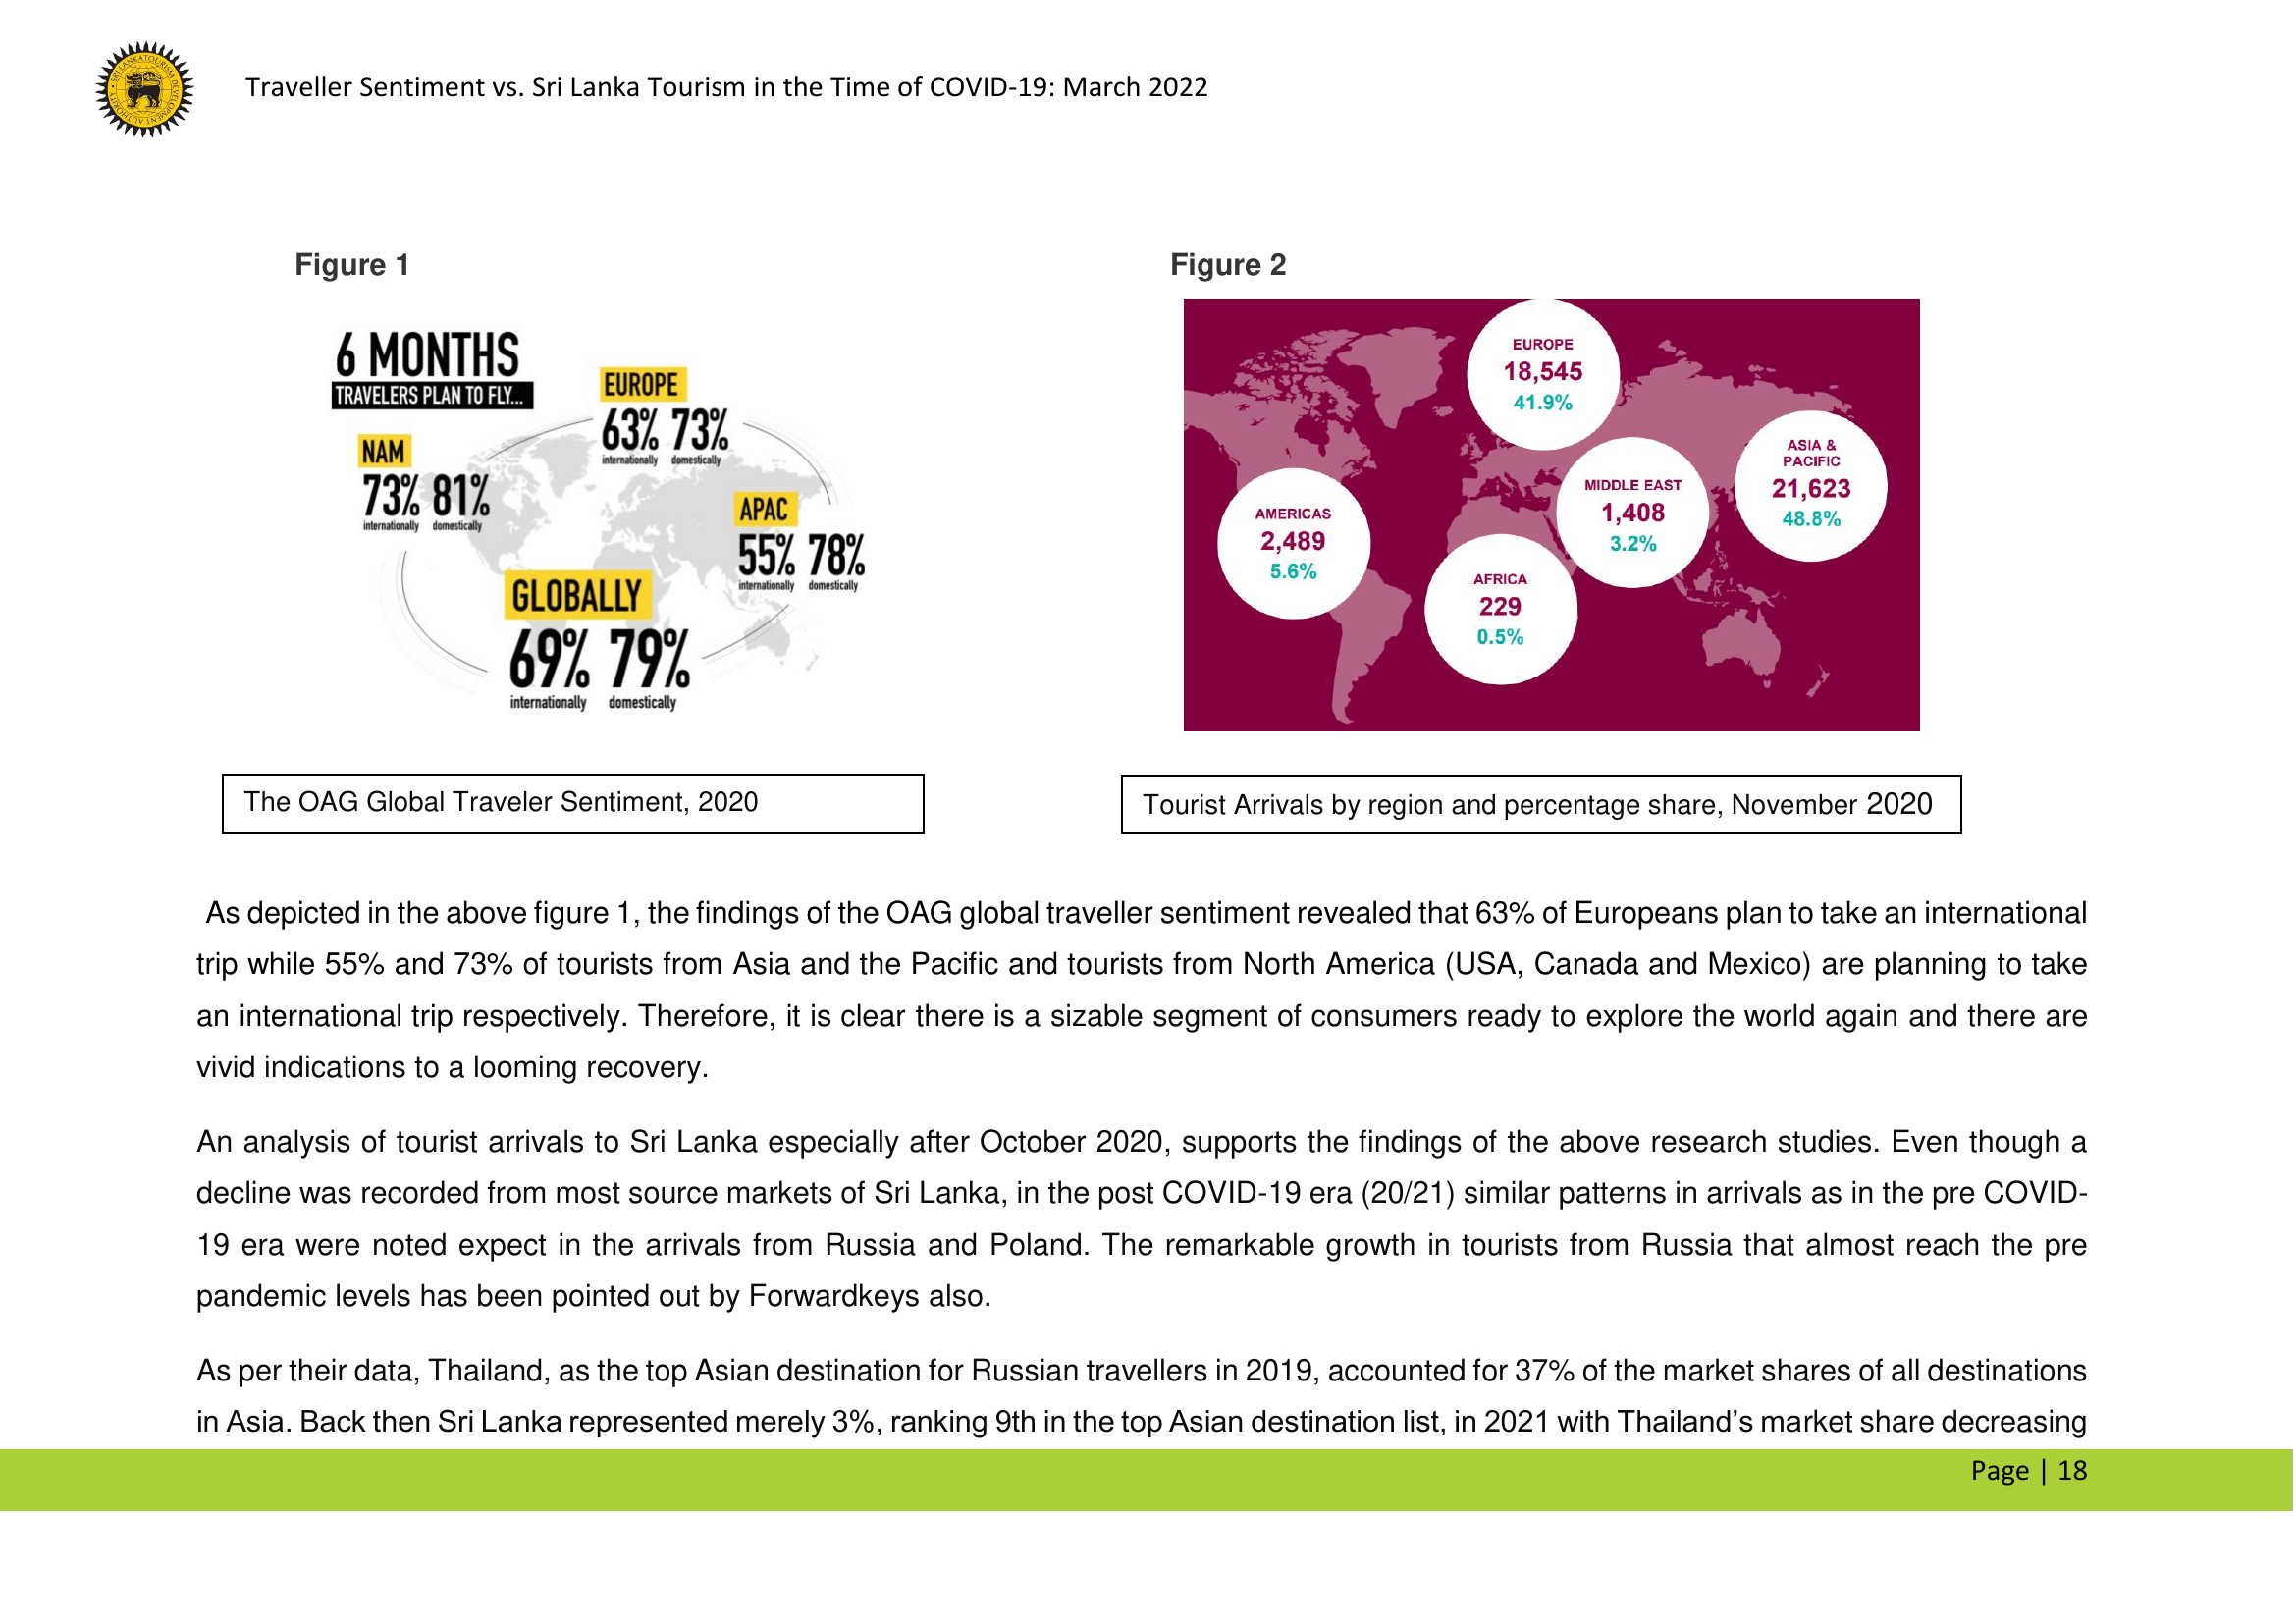 SRI LANKA TOURISM DEVELOPMENT AUTHORITY
Traveller Sentiment vs. Sri Lanka Tourism in the Time of COVID-19: March 2022
Figure 1
6 MONTHS
TRAVELERS PLAN TO FLY...
EUROPE
63% 73%
internationally domestically
NAM
73% 81%
internationally domestically
APAC
55% 78%
internationally domestically
GLOBALLY
69% 79%
internationally domestically
The OAG Global Traveler Sentiment, 2020
Figure 2
EUROPE
18,545
41.9%
ASIA &
PACIFIC
21,623
48.8%
MIDDLE EAST
1,408
3.2%
AMERICAS
2,489
5.6%
AFRICA
229
0.5%
Tourist Arrivals by region and percentage share, November 2020
As depicted in the above figure 1, the findings of the OAG global traveller sentiment revealed that 63% of Europeans plan to take an international
trip while 55% and 73% of tourists from Asia and the Pacific and tourists from North America (USA, Canada and Mexico) are planning to take
an international trip respectively. Therefore, it is clear there is a sizable segment of consumers ready to explore the world again and there are
vivid indications to a looming recovery.
An analysis of tourist arrivals to Sri Lanka especially after October 2020, supports the findings of the above research studies. Even though a
decline was recorded from most source markets of Sri Lanka, in the post COVID-19 era (20/21) similar patterns in arrivals as in the pre COVID-
19 era were noted expect in the arrivals from Russia and Poland. The remarkable growth in tourists from Russia that almost reach the pre
pandemic levels has been pointed out by Forwardkeys also.
As per their data, Thailand, as the top Asian destination for Russian travellers in 2019, accounted for 37% of the market shares of all destinations
in Asia. Back then Sri Lanka represented merely 3%, ranking 9th in the top Asian destination list, in 2021 with Thailand’s market share decreasing
Page | 18